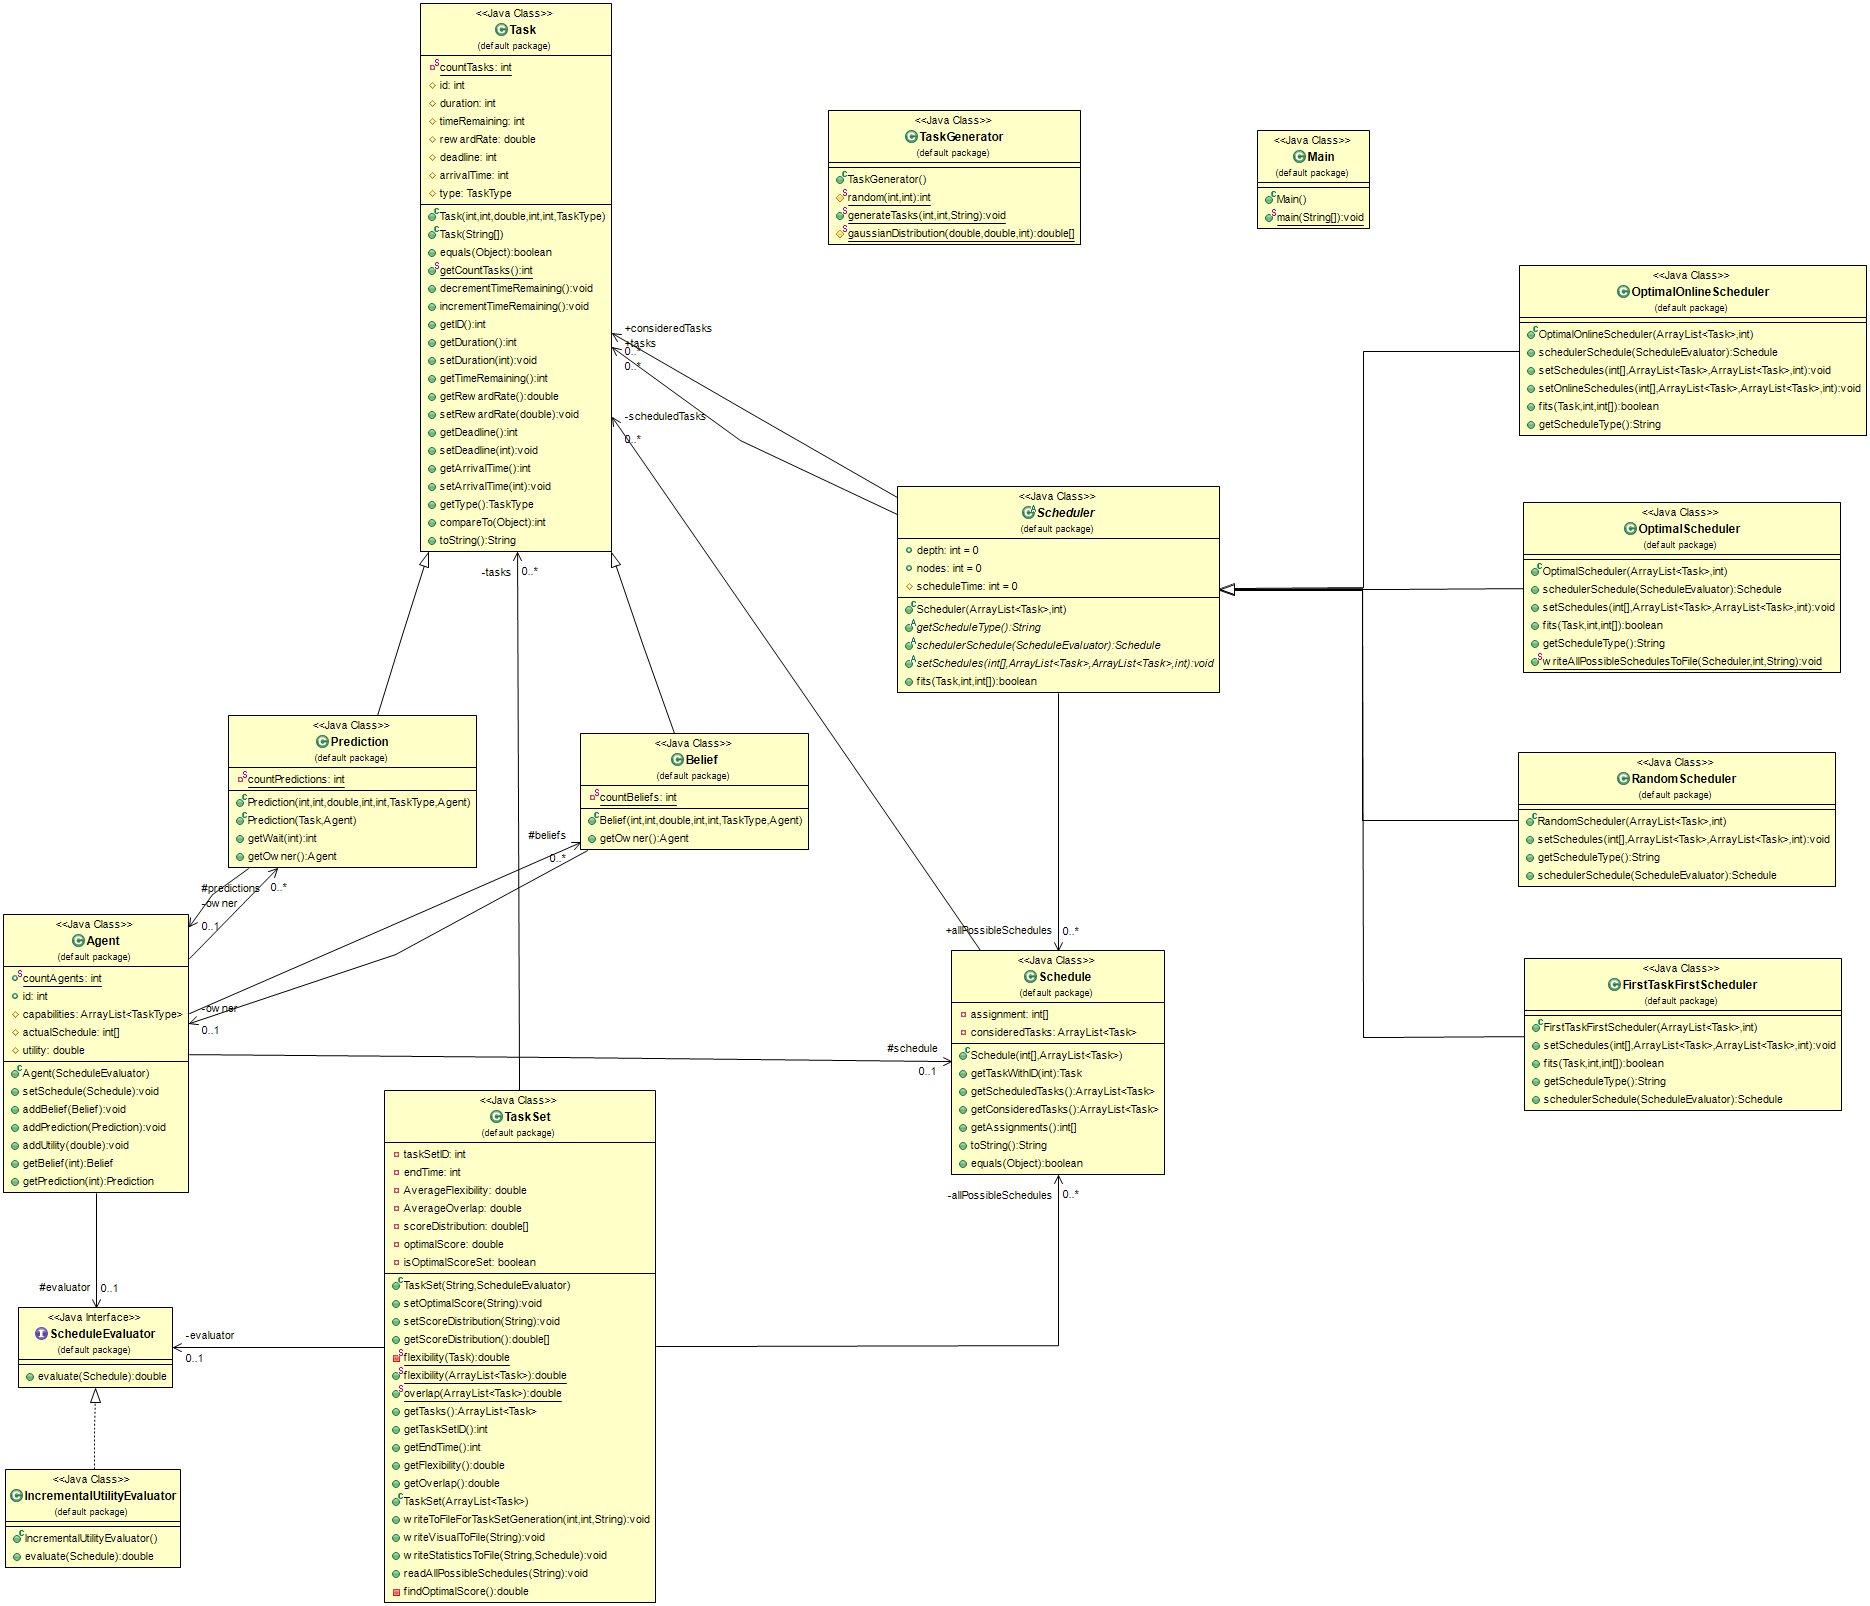 <<Java Class>>
Task
(default package)
countTasks: int
id: int
duration: int
timeRemaining: int
rewardRate: double
deadline: int
arrivalTime: int
type: TaskType
Task(int,int,double,int,int,TaskType)
Task(String[])
equals(Object):boolean
getCountTasks():int
decrementTimeRemaining():void
incrementTimeRemaining():void
getID():int
getDuration():int
setDuration(int):void
getTimeRemaining():int
getRewardRate():double
setRewardRate(double):void
getDeadline():int
setDeadline(int):void
getArrivalTime():int
setArrivalTime(int):void
getType():TaskType
compareTo(Object):int
toString():String
<<Java Class>>
TaskGenerator
(default package)
TaskGenerator()
random(int,int):int
generateTasks(int,int,String):void
gaussianDistribution(double,double,int):double[]
<<Java Class>>
Main
(default package)
Main()
main(String[]):void
<<Java Class>>
OptimalOnlineScheduler
(default package)
OptimalOnlineScheduler(ArrayList<Task>,int)
schedulerSchedule(ScheduleEvaluator):Schedule
setSchedules(int[],ArrayList<Task>,ArrayList<Task>,int):void
setOnlineSchedules(int[],ArrayList<Task>,ArrayList<Task>,int):void
fits(Task,int,int[]):boolean
getScheduleType():String
+consideredTasks
0..*
+tasks
0..*
-scheduledTasks
0..*
<<Java Class>>
Scheduler
(default package)
depth: int = 0
nodes: int = 0
scheduleTime: int = 0
Scheduler(ArrayList<Task>,int)
getScheduleType():String
schedulerSchedule(ScheduleEvaluator):Schedule
setSchedules(int[],ArrayList<Task>,ArrayList<Task>,int):void
fits(Task,int,int[]):boolean
<<Java Class>>
OptimalScheduler
(default package)
OptimalScheduler(ArrayList<Task>,int)
schedulerSchedule(ScheduleEvaluator):Schedule
setSchedules(int[],ArrayList<Task>,ArrayList<Task>,int):void
fits(Task,int,int[]):boolean
getScheduleType():String
writeAllPossibleSchedulesToFile(Scheduler,int,String):void
-tasks
0..*
<<Java Class>>
Prediction
(default package)
countPredictions: int
Prediction(int,int,double,int,int,TaskType,Agent)
Prediction(Task,Agent)
getWait(int):int
getOwner():Agent
<<Java Class>>
Belief
(default package)
countBeliefs: int
Belief(int,int,double,int,int,TaskType,Agent)
getOwner():Agent
<<Java Class>>
RandomScheduler
(default package)
RandomScheduler(ArrayList<Task>,int)
setSchedules(int[],ArrayList<Task>,ArrayList<Task>,int):void
getScheduleType():String
schedulerSchedule(ScheduleEvaluator):Schedule
#beliefs
0..*
#predictions
0..*
-owner
0..1
<<Java Class>>
Agent
(default package)
countAgents: int
id: int
capabilities: ArrayList<TaskType>
actualSchedule: int[]
utility: double
Agent(ScheduleEvaluator)
setSchedule(Schedule):void
addBelief(Belief):void
addPrediction(Prediction):void
addUtility(double):void
getBelief(int):Belief
getPrediction(int):Prediction
-owner
0..1
+allPossibleSchedules
0..*
#schedule
0..1
<<Java Class>>
Schedule
(default package)
assignment: int[]
consideredTasks: ArrayList<Task>
Schedule(int[],ArrayList<Task>)
getTaskWithID(int):Task
getScheduledTasks():ArrayList<Task>
getConsideredTasks():ArrayList<Task>
getAssignments():int[]
toString():String
equals(Object):boolean
<<Java Class>>
FirstTaskFirstScheduler
(default package)
FirstTaskFirstScheduler(ArrayList<Task>,int)
setSchedules(int[],ArrayList<Task>,ArrayList<Task>,int):void
fits(Task,int,int[]):boolean
getScheduleType():String
schedulerSchedule(ScheduleEvaluator):Schedule
<<Java Class>>
TaskSet
(default package)
taskSetID: int
endTime: int
AverageFlexibility: double
AverageOverlap: double
scoreDistribution: double[]
optimalScore: double
isOptimalScoreSet: boolean
TaskSet(String,ScheduleEvaluator)
setOptimalScore(String):void
setScoreDistribution(String):void
getScoreDistribution():double[]
flexibility(Task):double
flexibility(ArrayList<Task>):double
overlap(ArrayList<Task>):double
getTasks():ArrayList<Task>
getTaskSetID():int
getEndTime():int
getFlexibility():double
getOverlap():double
TaskSet(ArrayList<Task>)
writeToFileForTaskSetGeneration(int,int,String):void
writeVisualToFile(String):void
writeStatisticsToFile(String,Schedule):void
readAllPossibleSchedules(String):void
findOptimalScore():double
-allPossibleSchedules
0..*
#evaluator
0..1
-evaluator
0..1
<<Java Interface>>
ScheduleEvaluator
(default package)
evaluate(Schedule):double
<<Java Class>>
IncrementalUtilityEvaluator
(default package)
IncrementalUtilityEvaluator()
evaluate(Schedule):double